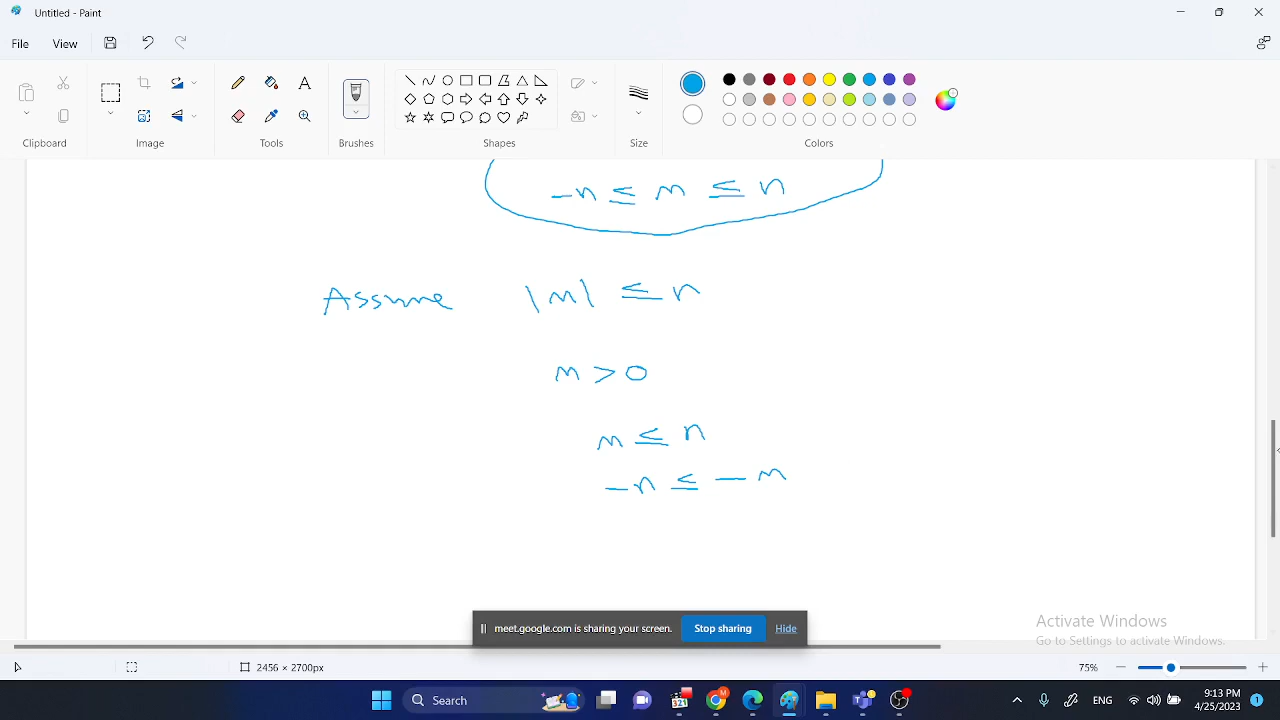 Untitled - Paint
File View
Clipboard Image Tools Brushes Shapes Size Colors
-n ≤ m ≤ n
Assume |m| ≤ n
m > 0
m ≤ n
-n ≤ -m
meet.google.com is sharing your screen. Stop sharing Hide
Activate Windows
Go to Settings to activate Windows.
2456 × 2700px 75%
Search ENG 9:13 PM
4/25/2023